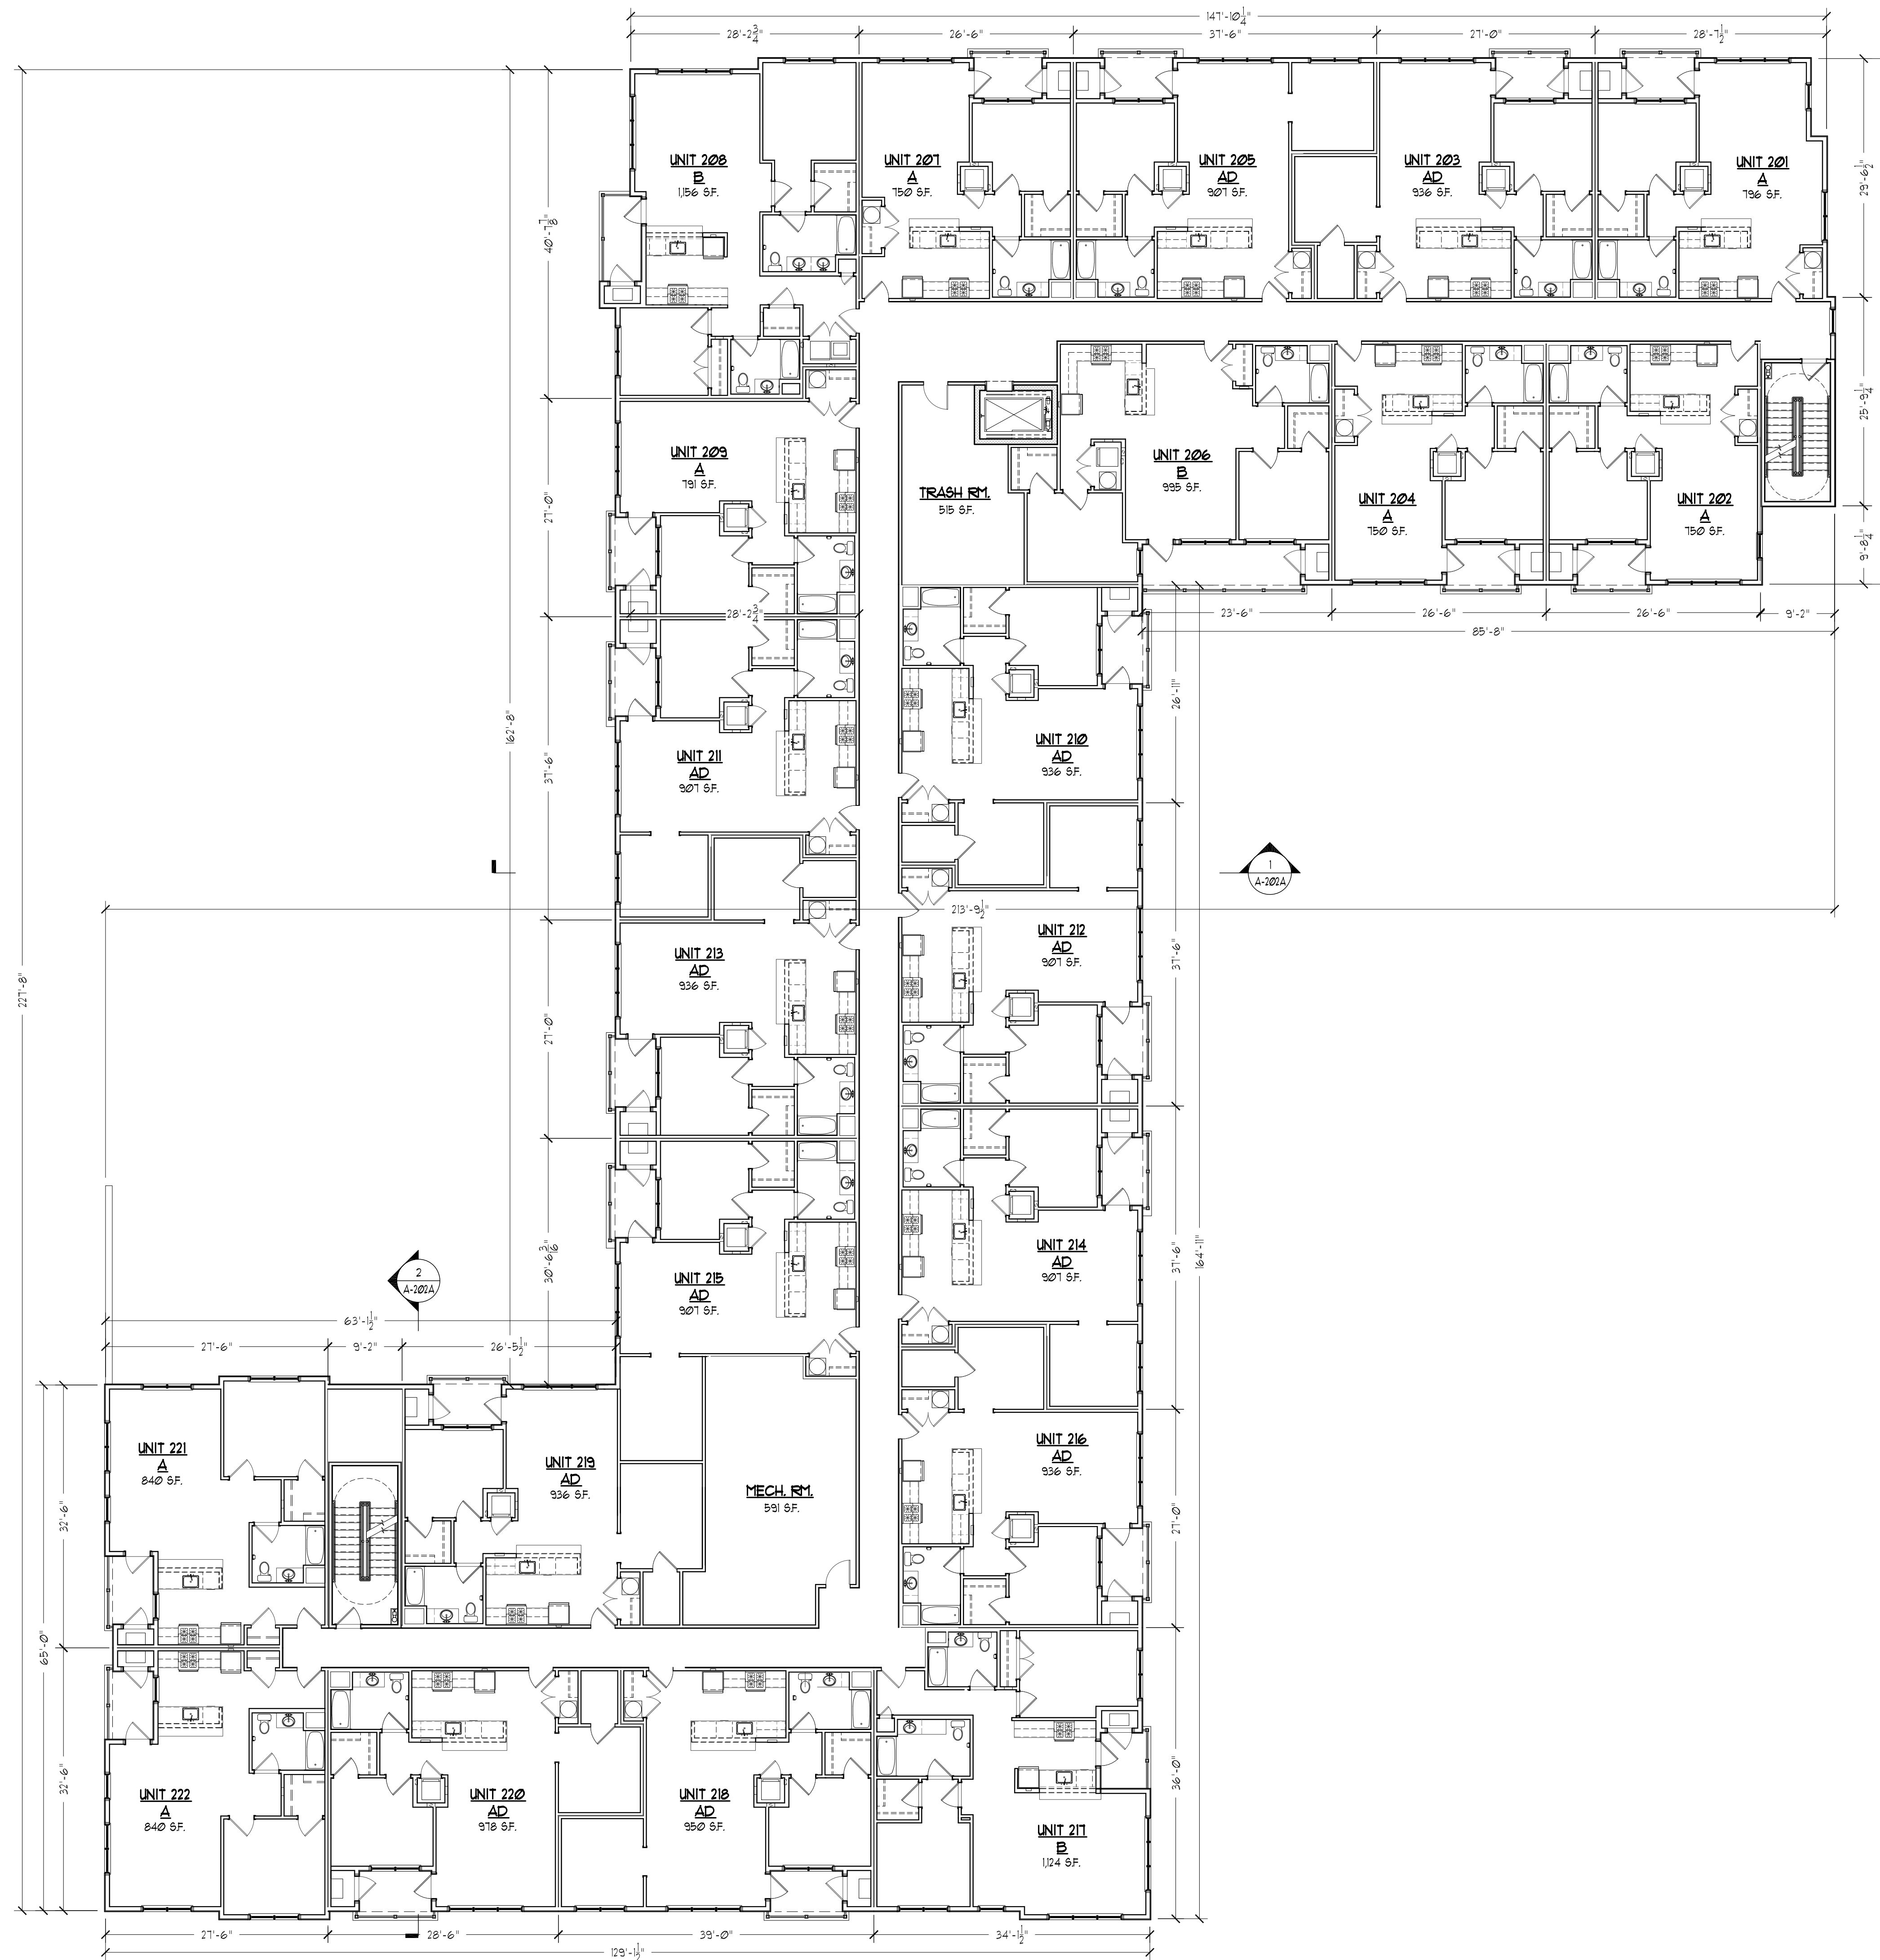 147'-10 1/4"
28'-2 3/4"
26'-6"
37'-6"
27'-0"
28'-7 1/2"
UNIT 208
B
1,156 S.F.
UNIT 207
A
750 S.F.
UNIT 205
AD
907 S.F.
UNIT 203
AD
936 S.F.
UNIT 201
A
796 S.F.
29'-6 1/2"
40'-7 1/8"
25'-9 1/4"
9'-8 1/4"
UNIT 209
A
791 S.F.
TRASH RM.
515 S.F.
UNIT 206
B
995 S.F.
UNIT 204
A
750 S.F.
UNIT 202
A
750 S.F.
27'-0"
28'-2 3/4"
23'-6"
26'-6"
26'-6"
9'-2"
85'-8"
162'-8"
37'-6"
UNIT 211
AD
907 S.F.
UNIT 210
AD
936 S.F.
26'-11"
1
A-202A
213'-9 1/2"
227'-8"
UNIT 213
AD
936 S.F.
UNIT 212
AD
907 S.F.
37'-6"
27'-0"
30'-6 3/16"
UNIT 215
AD
907 S.F.
UNIT 214
AD
907 S.F.
37'-6"
164'-11"
2
A-202A
63'-1 1/2"
27'-6"
9'-2"
26'-5 1/2"
UNIT 221
A
840 S.F.
UNIT 219
AD
936 S.F.
MECH. RM.
591 S.F.
UNIT 216
AD
936 S.F.
27'-0"
32'-6"
65'-0"
32'-6"
UNIT 222
A
840 S.F.
UNIT 220
AD
978 S.F.
UNIT 218
AD
950 S.F.
UNIT 217
B
1,124 S.F.
36'-0"
27'-6"
28'-6"
39'-0"
34'-1 1/2"
129'-1 1/2"